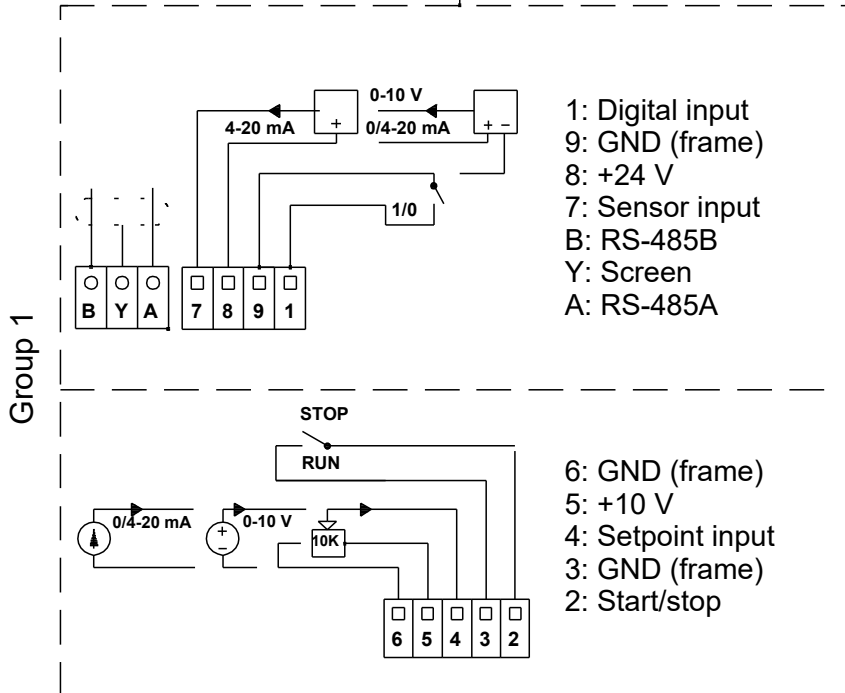 Group 1
0-10 V
4-20 mA
0/4-20 mA
+
+ −
1/0
B Y A
7 8 9 1
1: Digital input
9: GND (frame)
8: +24 V
7: Sensor input
B: RS-485B
Y: Screen
A: RS-485A
STOP
RUN
0/4-20 mA
0-10 V
+
−
10K
6 5 4 3 2
6: GND (frame)
5: +10 V
4: Setpoint input
3: GND (frame)
2: Start/stop